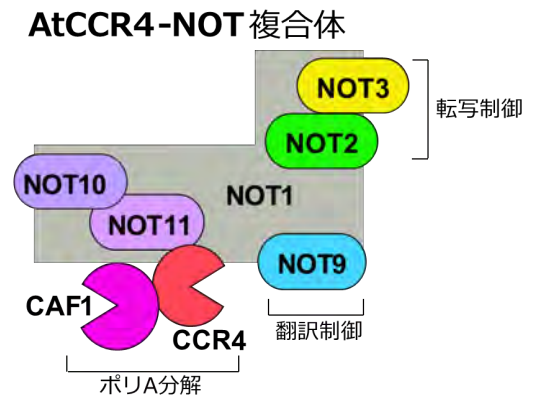 AtCCR4-NOT複合体
NOT3
転写制御
NOT2
NOT10
NOT1
NOT11
NOT9
CAF1
CCR4
翻訳制御
ポリA分解